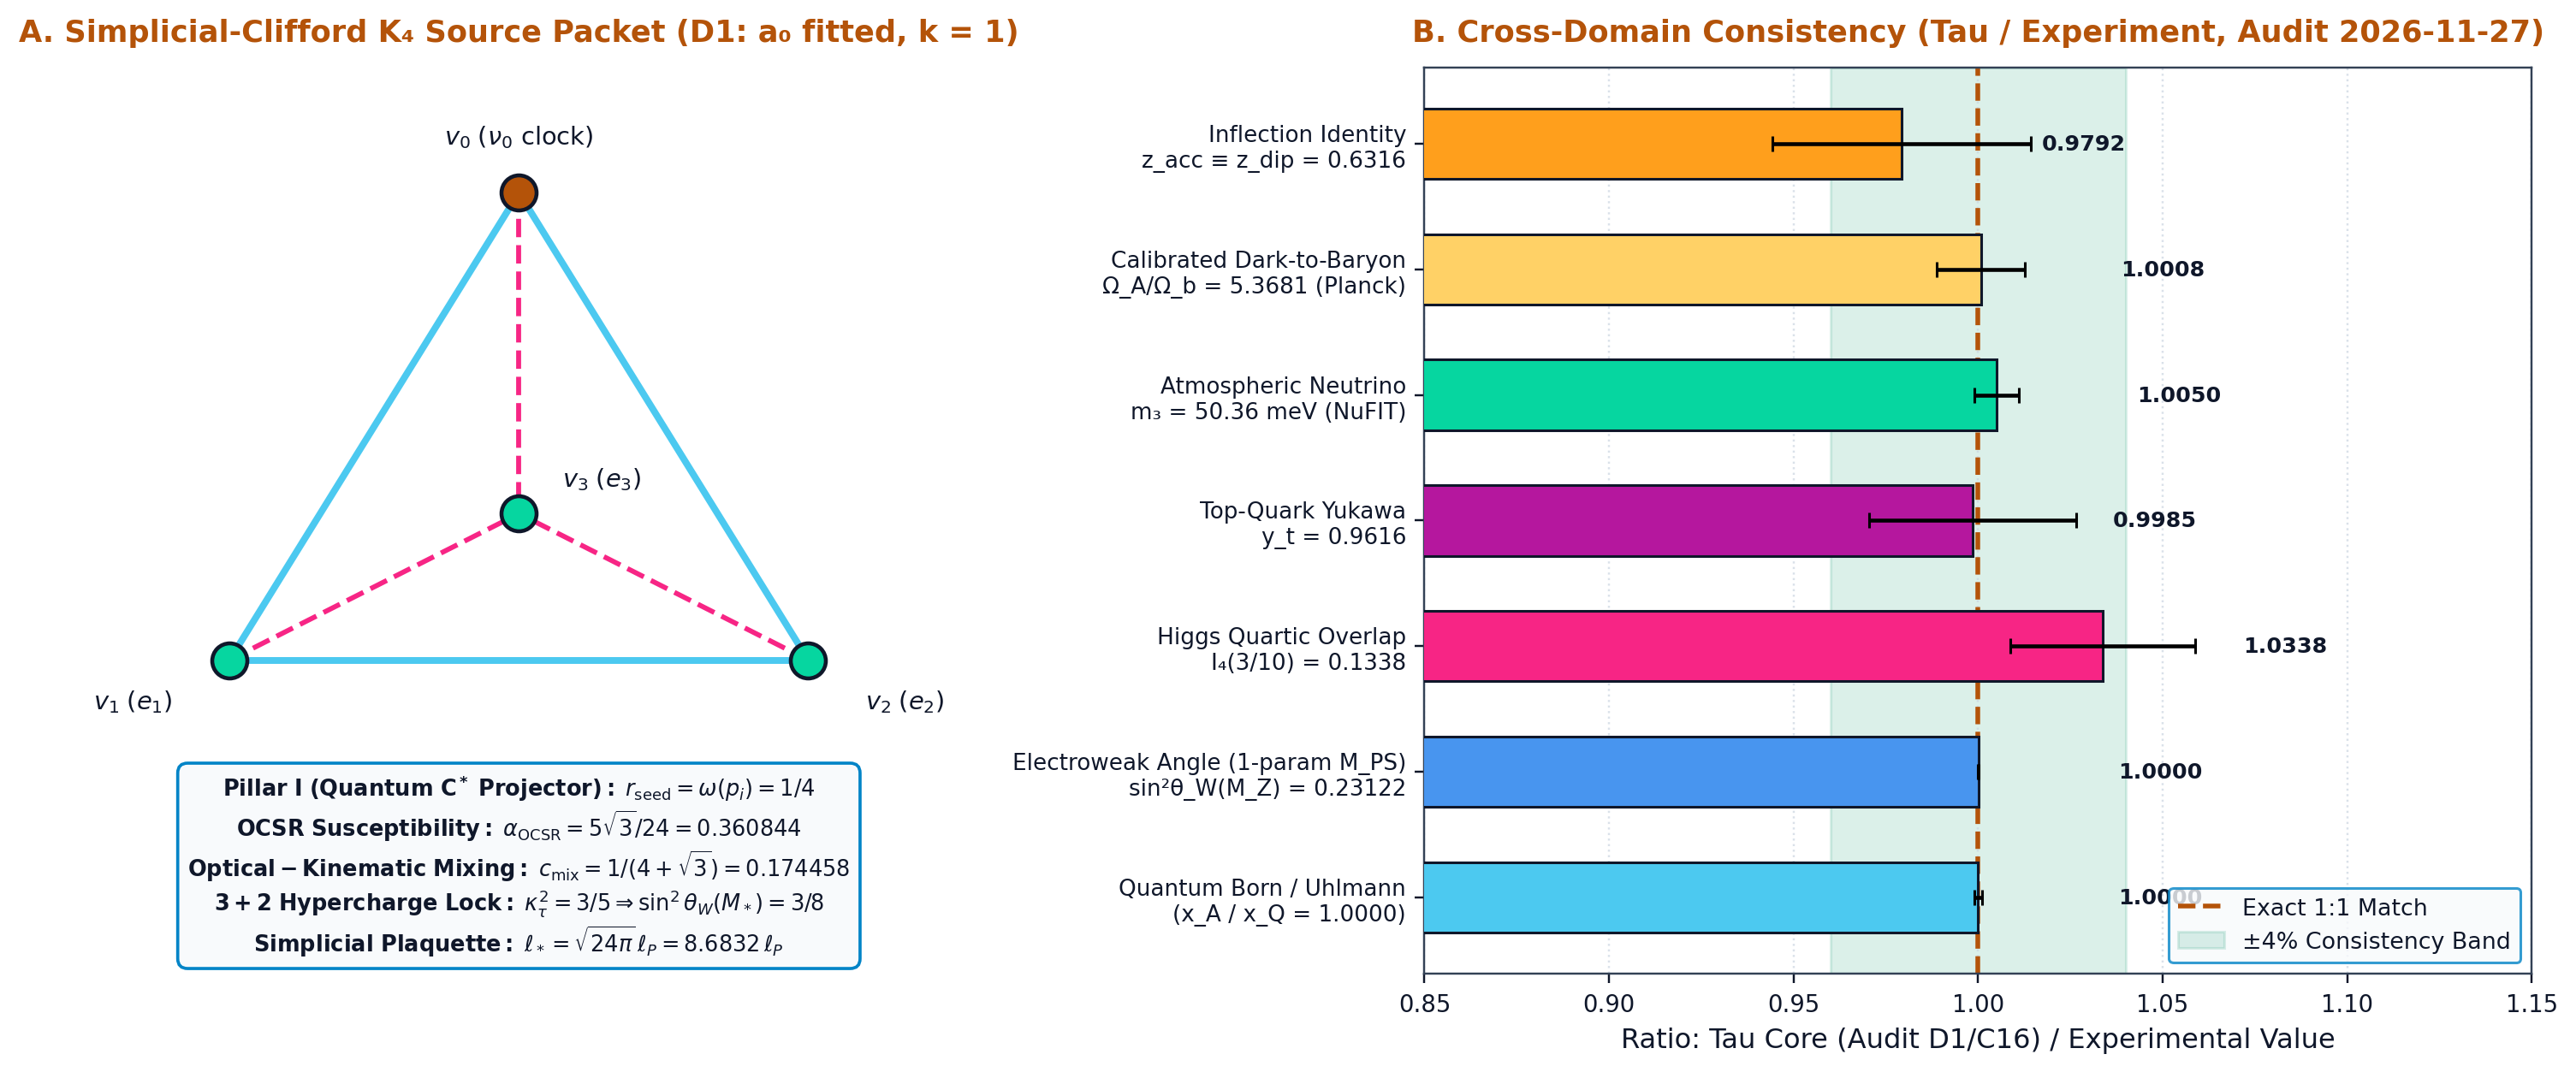 A. Simplicial-Clifford K₄ Source Packet (D1: a₀ fitted, k = 1)
v₀ (ν₀ clock)
v₃ (e₃)
v₁ (e₁)
v₂ (e₂)
Pillar I (Quantum C* Projector): r_seed = ω(p_i) = 1/4
OCSR Susceptibility: α_OCSR = 5√3/24 = 0.360844
Optical−Kinematic Mixing: c_mix = 1/(4 + √3) = 0.174458
3 + 2 Hypercharge Lock: κ_τ² = 3/5 ⇒ sin² θ_W(M_*) = 3/8
Simplicial Plaquette: ℓ_* = √24π ℓ_P = 8.6832 ℓ_P
B. Cross-Domain Consistency (Tau / Experiment, Audit 2026-11-27)
Inflection Identity
z_acc ≡ z_dip = 0.6316
0.9792
Calibrated Dark-to-Baryon
Ω_A/Ω_b = 5.3681 (Planck)
1.0008
Atmospheric Neutrino
m₃ = 50.36 meV (NuFIT)
1.0050
Top-Quark Yukawa
y_t = 0.9616
0.9985
Higgs Quartic Overlap
I₄(3/10) = 0.1338
1.0338
Electroweak Angle (1-param M_PS)
sin²θ_W(M_Z) = 0.23122
1.0000
Quantum Born / Uhlmann
(x_A / x_Q = 1.0000)
1.0000
Exact 1:1 Match
±4% Consistency Band
0.85 0.90 0.95 1.00 1.05 1.10 1.15
Ratio: Tau Core (Audit D1/C16) / Experimental Value